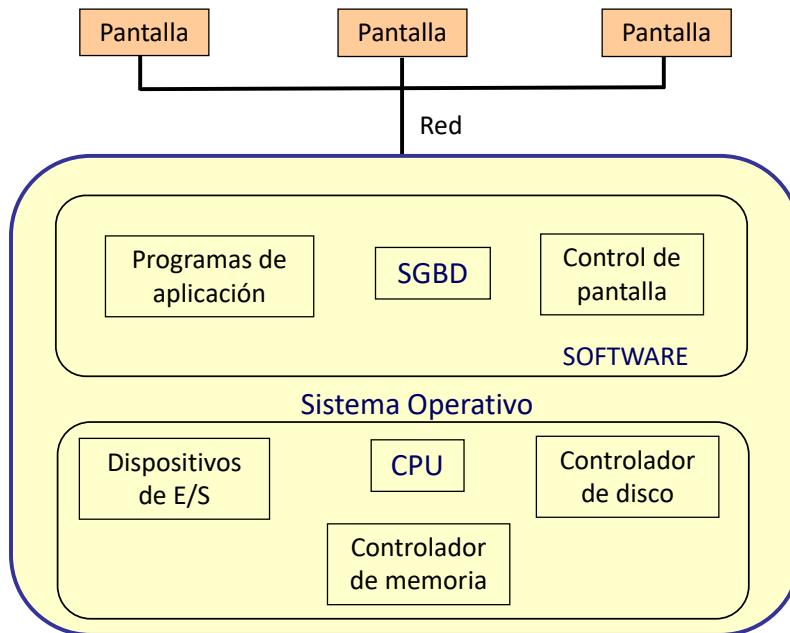 Pantalla
Pantalla
Pantalla
Red
Programas de
aplicación
SGBD
Control de
pantalla
SOFTWARE
Sistema Operativo
Dispositivos
de E/S
CPU
Controlador
de disco
Controlador
de memoria